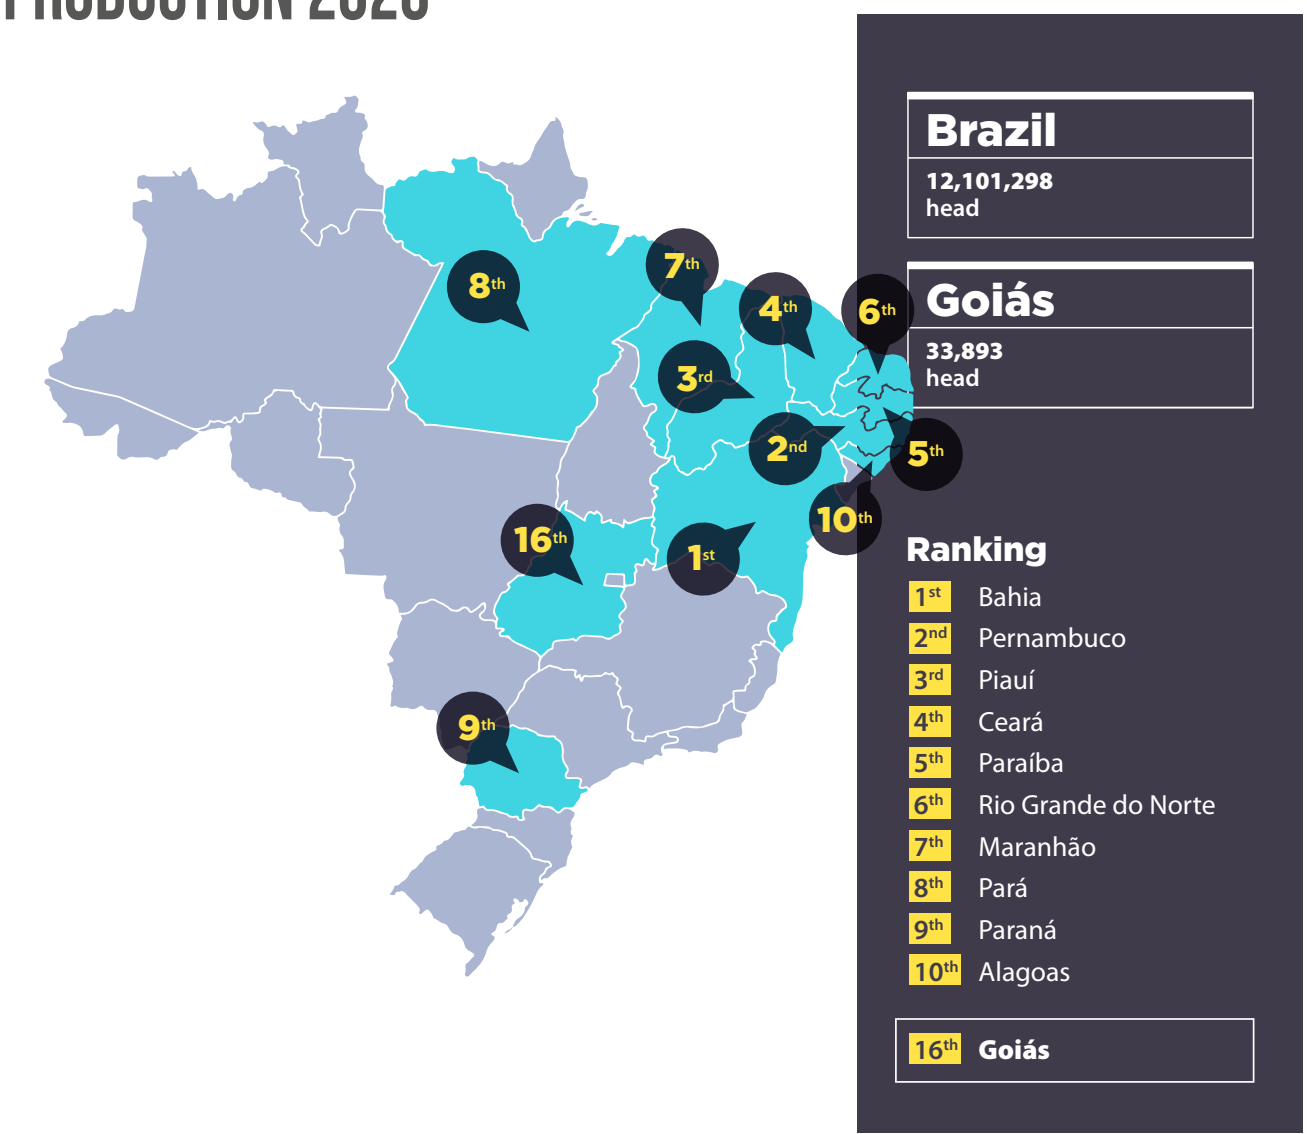 Brazil
12,101,298
head
Goiás
33,893
head
8th
7th
4th
6th
3rd
2nd
5th
10th
16th
1st
9th
Ranking
1st Bahia
2nd Pernambuco
3rd Piauí
4th Ceará
5th Paraíba
6th Rio Grande do Norte
7th Maranhão
8th Pará
9th Paraná
10th Alagoas
16th Goiás